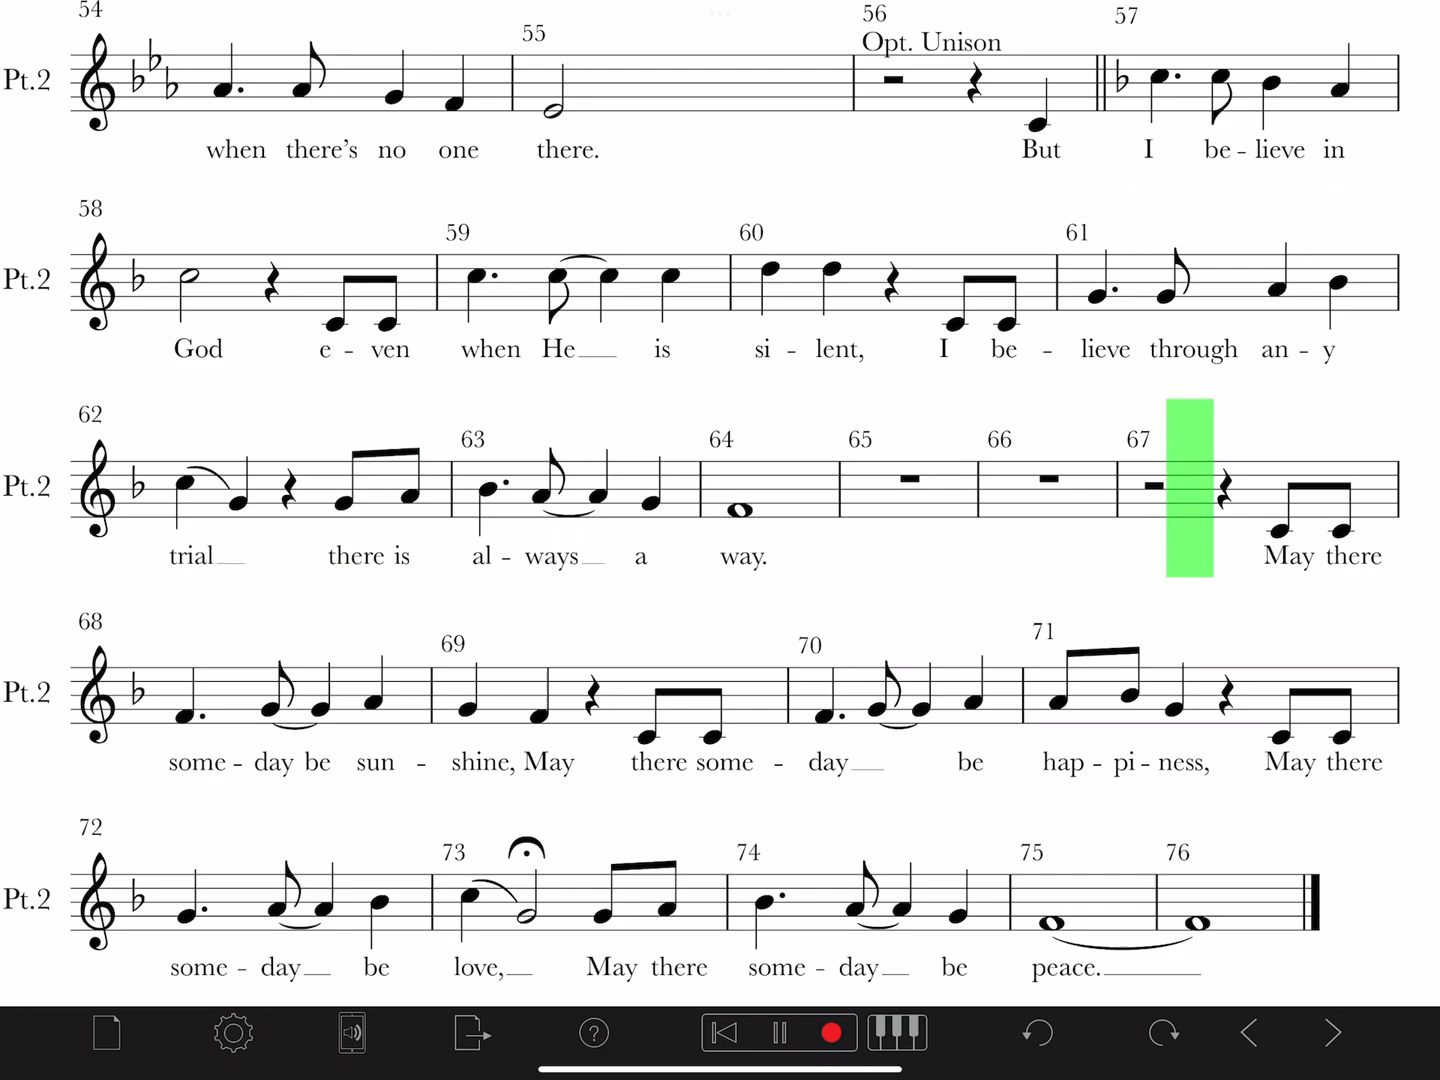 54 55 56 57
Opt. Unison
Pt.2
when there's no one there. But I be - lieve in
58 59 60 61
Pt.2
God e - ven when He is si - lent, I be - lieve through an - y
62 63 64 65 66 67
Pt.2
trial there is al - ways a way. May there
68 69 70 71
Pt.2
some - day be sun - shine, May there some - day be hap - pi - ness, May there
72 73 74 75 76
Pt.2
some - day be love, May there some - day be peace.
?